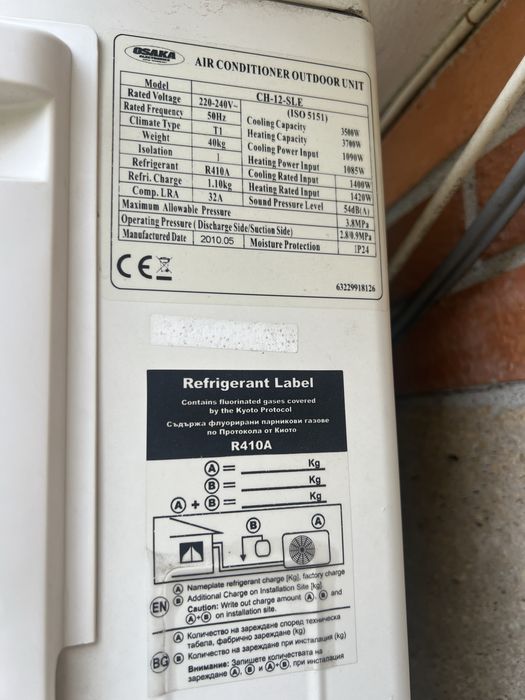 OSAKA
AIR CONDITIONER OUTDOOR UNIT
Model CH-12-SLE
Rated Voltage 220-240V~ (ISO 5151)
Rated Frequency 50Hz Cooling Capacity 3500W
Climate Type T1 Heating Capacity 3700W
Weight 40kg Cooling Power Input 1090W
Isolation I Heating Power Input 1085W
Refrigerant R410A Cooling Rated Input 1400W
Refri. Charge 1.10kg Heating Rated Input 1420W
Comp. LRA 32A Sound Pressure Level 54dB(A)
Maximum Allowable Pressure 3.8MPa
Operating Pressure ( Discharge Side/Suction Side) 2.8/0.9MPa
Manufactured Date 2010.05 Moisture Protection IP24
CE
63229918126
Refrigerant Label
Contains fluorinated gases covered
by the Kyoto Protocol
Съдържа флуорирани парникови газове
по Протокола от Киото
R410A
A = Kg
B = Kg
A + B = Kg
B A
EN
A Nameplate refrigerant charge [Kg], factory charge
B Additional Charge on Installation Site [kg]
Caution: Write out charge amount A, B and
A+B on installation site.
BG
A Количество на зареждане според техническа
табела, фабрично зареждане (kg)
B Количество на зареждане при инсталация (kg)
Внимание: Запишете количествата на
зареждане A, B и A+B, при инсталация